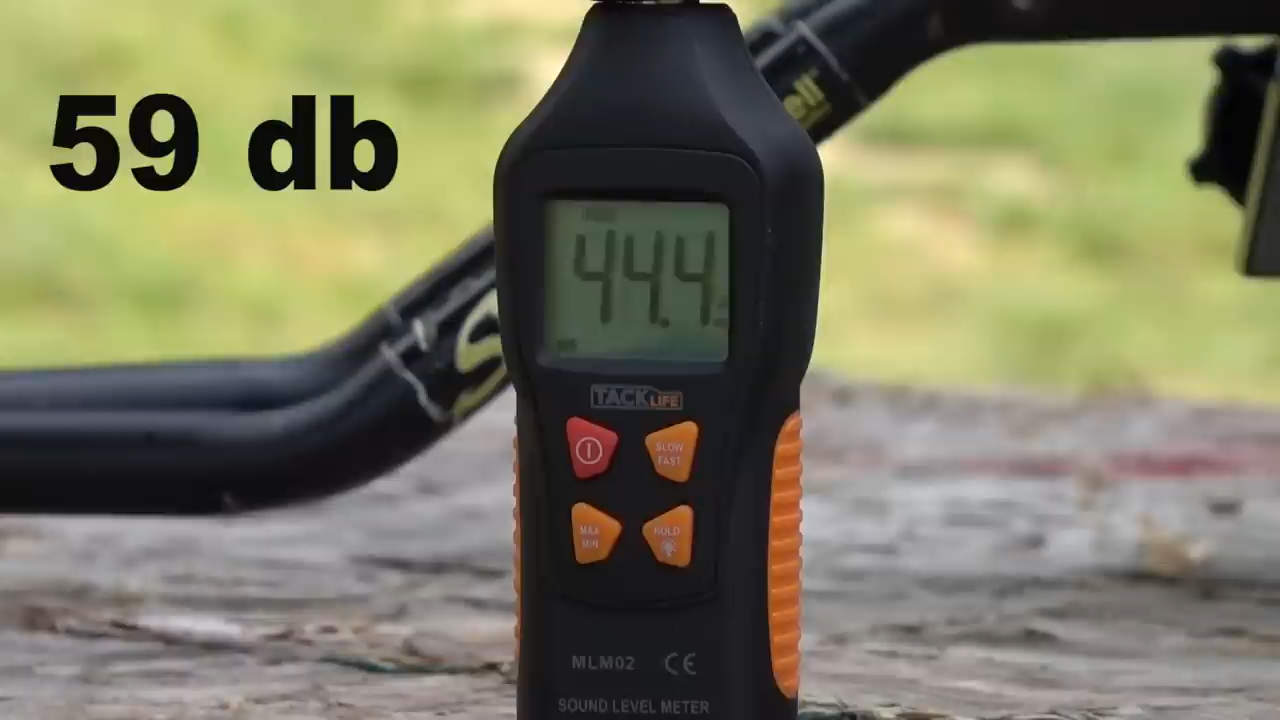 59 db
44.4
TACKLIFE
SLOW
FAST
MAX
MIN
HOLD
MLM02 CE
SOUND LEVEL METER